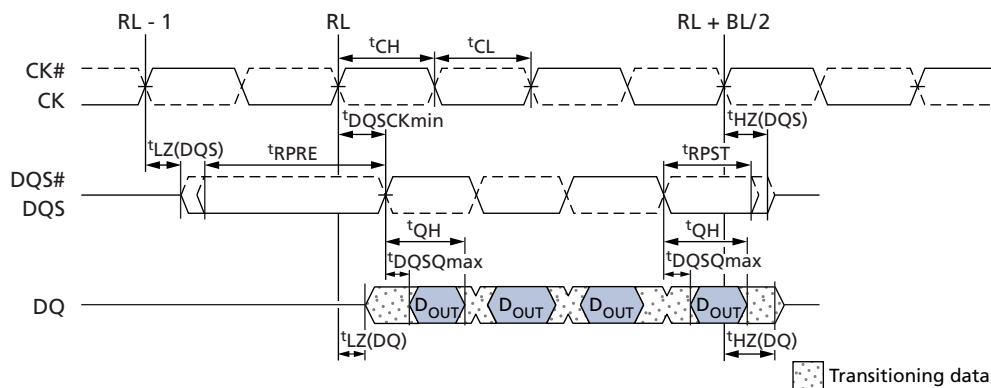 RL - 1 RL RL + BL/2
tCH tCL
CK#
CK
tDQSCKmin tHZ(DQS)
tLZ(DQS) tRPRE tRPST
DQS#
DQS
tQH tQH
tDQSQmax tDQSQmax
DQ DOUT DOUT DOUT DOUT
tLZ(DQ) tHZ(DQ)
Transitioning data